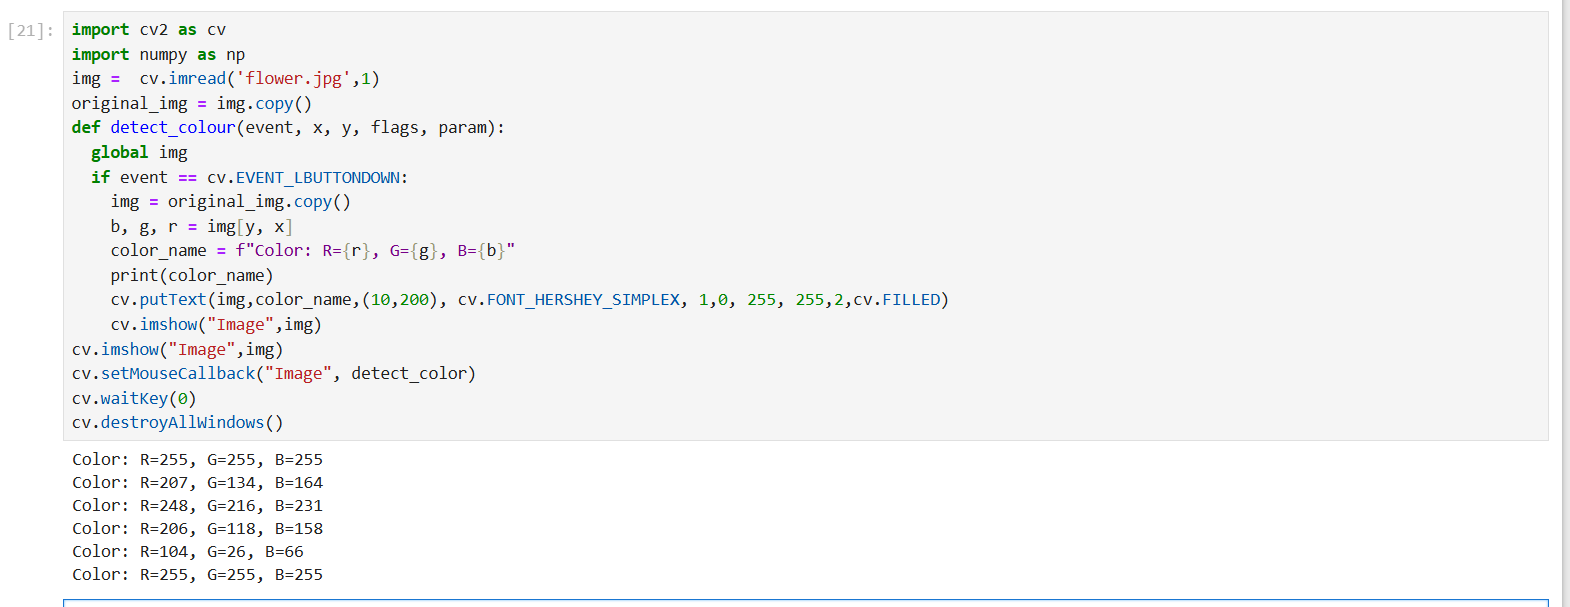 [21]:
import cv2 as cv
import numpy as np
img =  cv.imread('flower.jpg',1)
original_img = img.copy()
def detect_colour(event, x, y, flags, param):
  global img
  if event == cv.EVENT_LBUTTONDOWN:
    img = original_img.copy()
    b, g, r = img[y, x]
    color_name = f"Color: R={r}, G={g}, B={b}"
    print(color_name)
    cv.putText(img,color_name,(10,200), cv.FONT_HERSHEY_SIMPLEX, 1,0, 255, 255,2,cv.FILLED)
    cv.imshow("Image",img)
cv.imshow("Image",img)
cv.setMouseCallback("Image", detect_color)
cv.waitKey(0)
cv.destroyAllWindows()
Color: R=255, G=255, B=255
Color: R=207, G=134, B=164
Color: R=248, G=216, B=231
Color: R=206, G=118, B=158
Color: R=104, G=26, B=66
Color: R=255, G=255, B=255